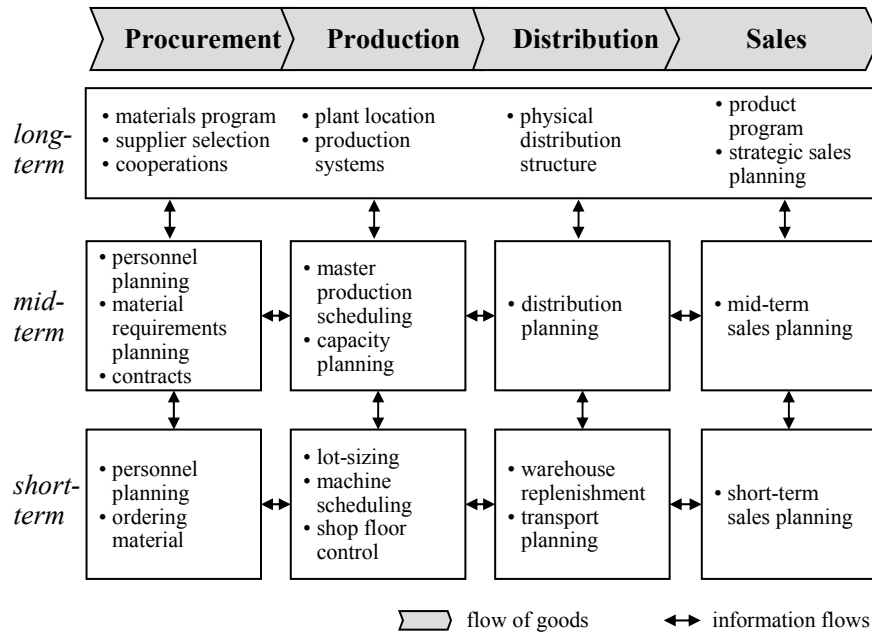 Procurement
Production
Distribution
Sales
long-
term
• materials program
• supplier selection
• cooperations
• plant location
• production
systems
• physical
distribution
structure
• product
program
• strategic sales
planning
mid-
term
• personnel
planning
• material
requirements
planning
• contracts
• master
production
scheduling
• capacity
planning
• distribution
planning
• mid-term
sales planning
short-
term
• personnel
planning
• ordering
material
• lot-sizing
• machine
scheduling
• shop floor
control
• warehouse
replenishment
• transport
planning
• short-term
sales planning
flow of goods
information flows